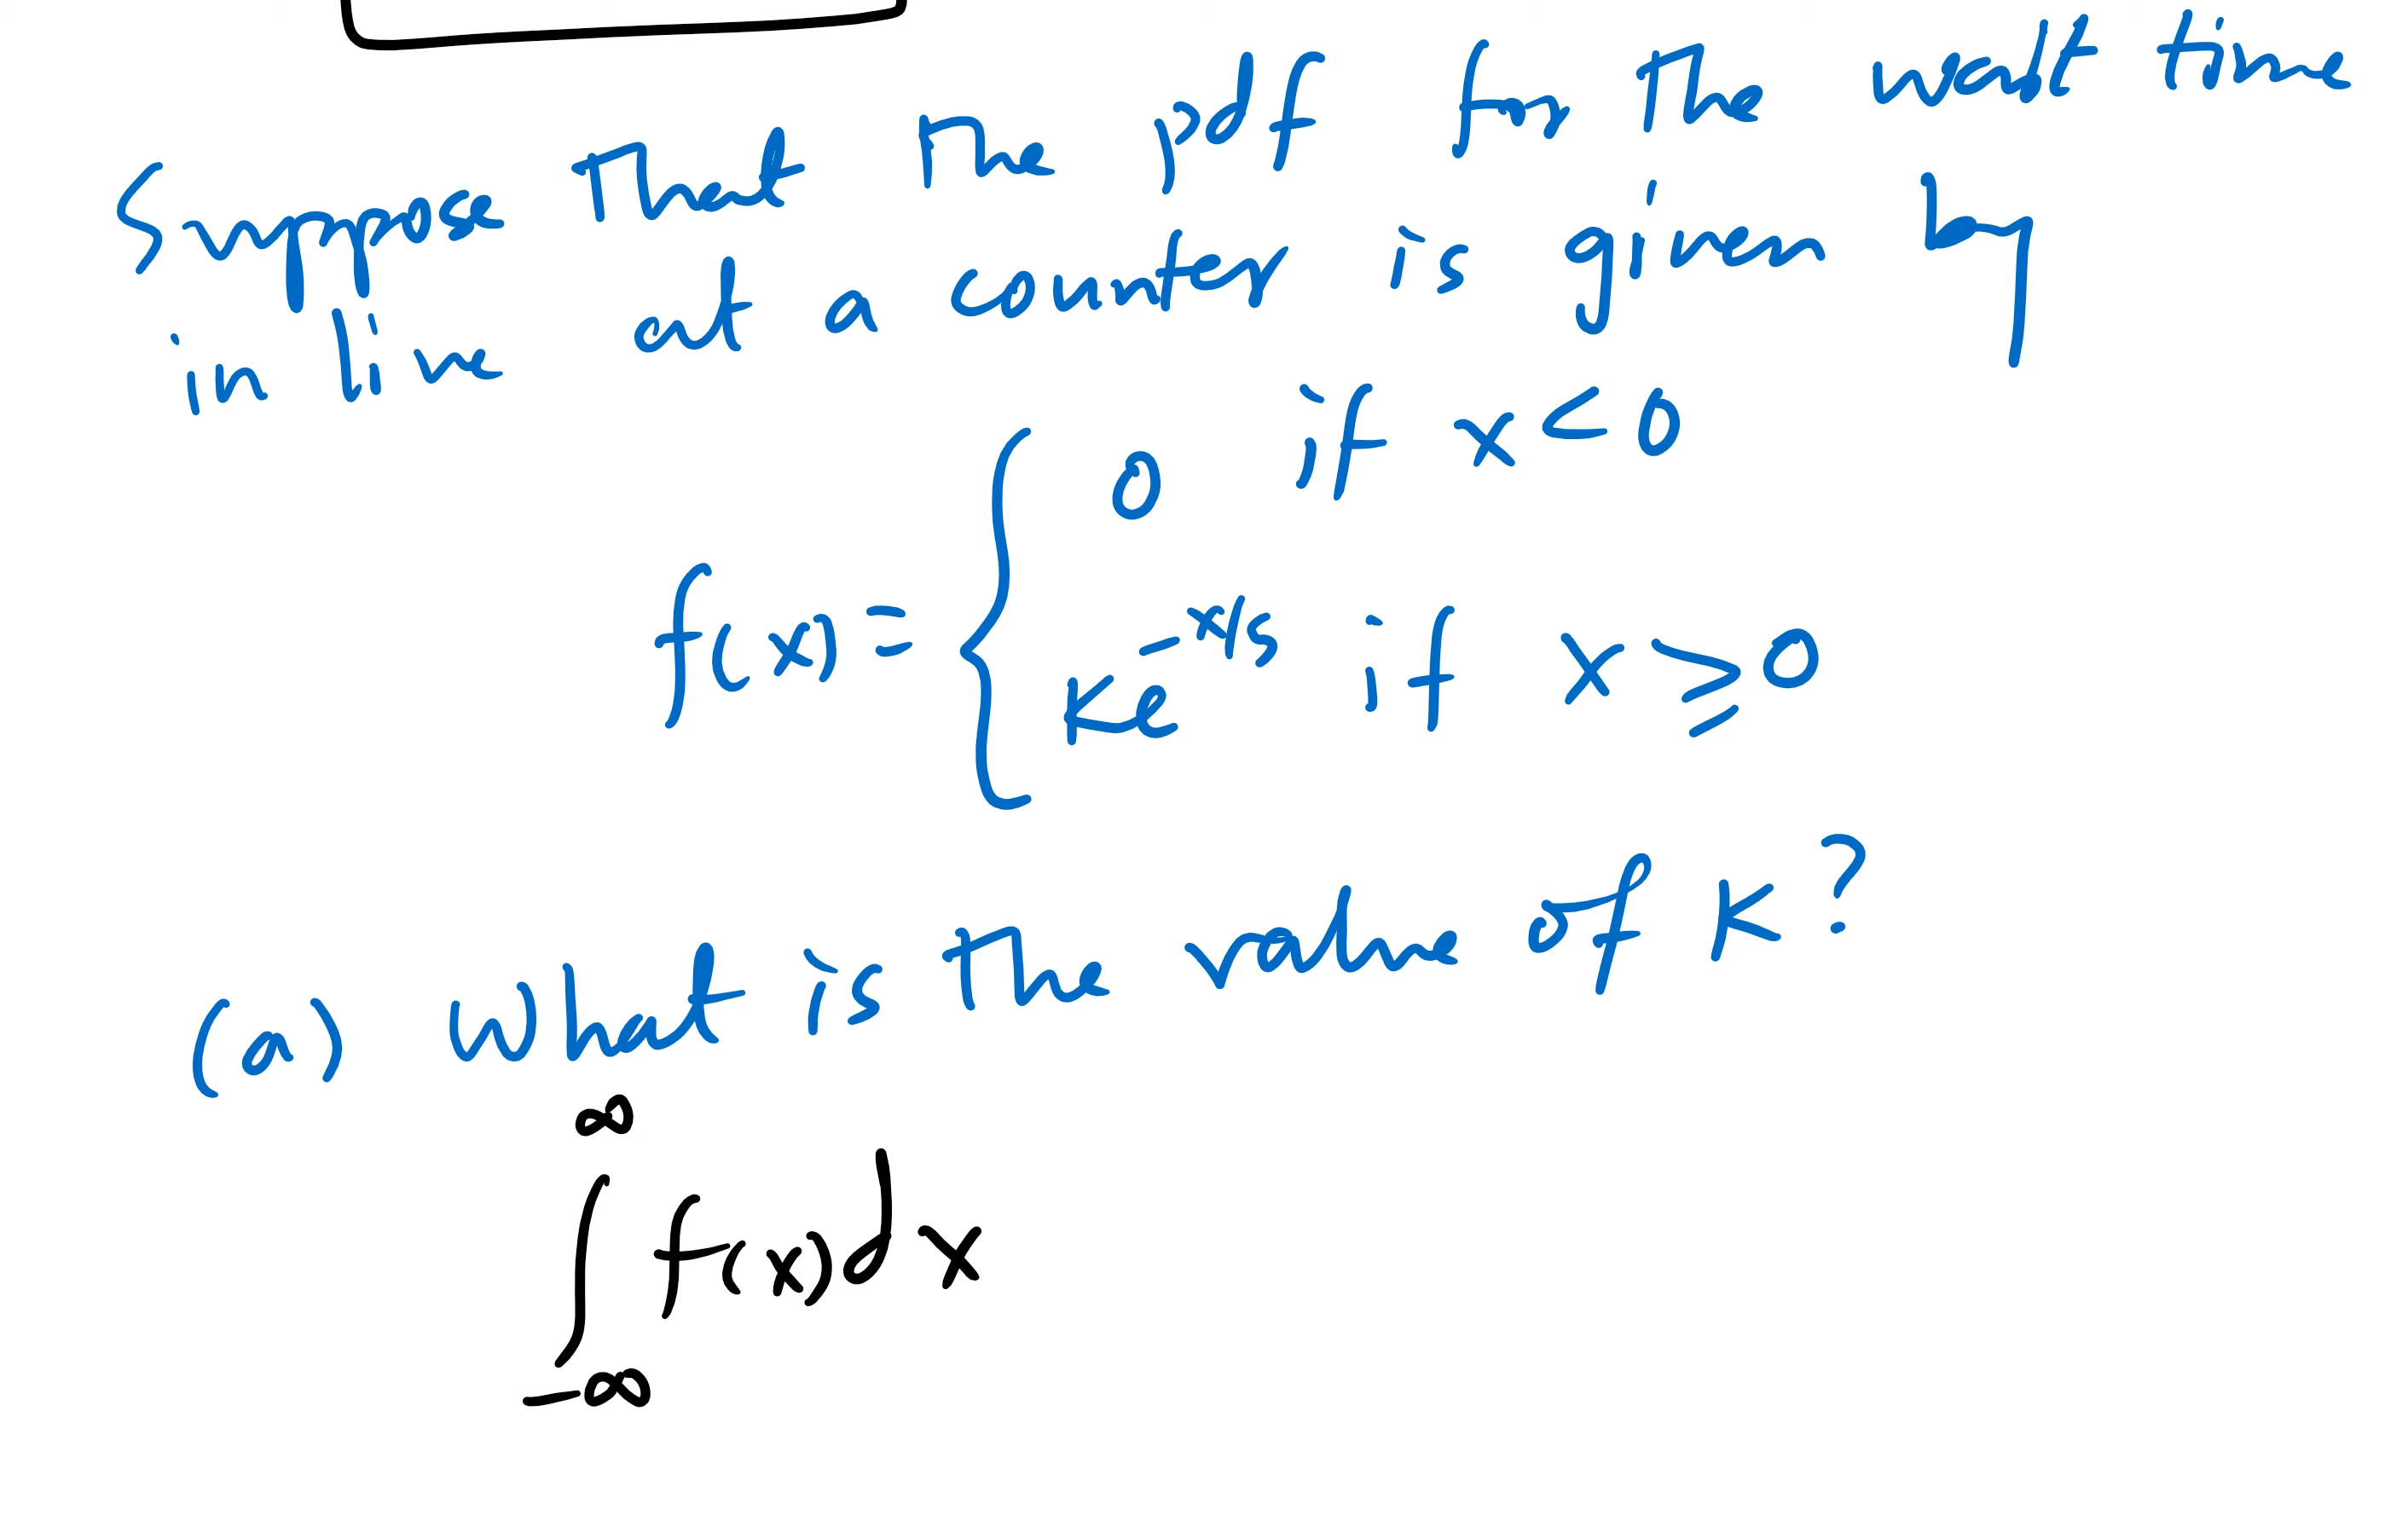 Suppose that the pdf for the wait time
in line at a counter is given by
f(x) = { 0 if x < 0
Ke^{-x/5} if x ≥ 0
(a) What is the value of K?
∫_{-∞}^{∞} f(x) dx